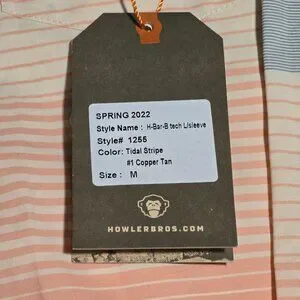 SPRING 2022
Style Name : H-Bar-B tech L/sleeve
Style# : 1255
Color: Tidal Stripe
#1 Copper Tan
Size : M
HOWLERBROS.COM